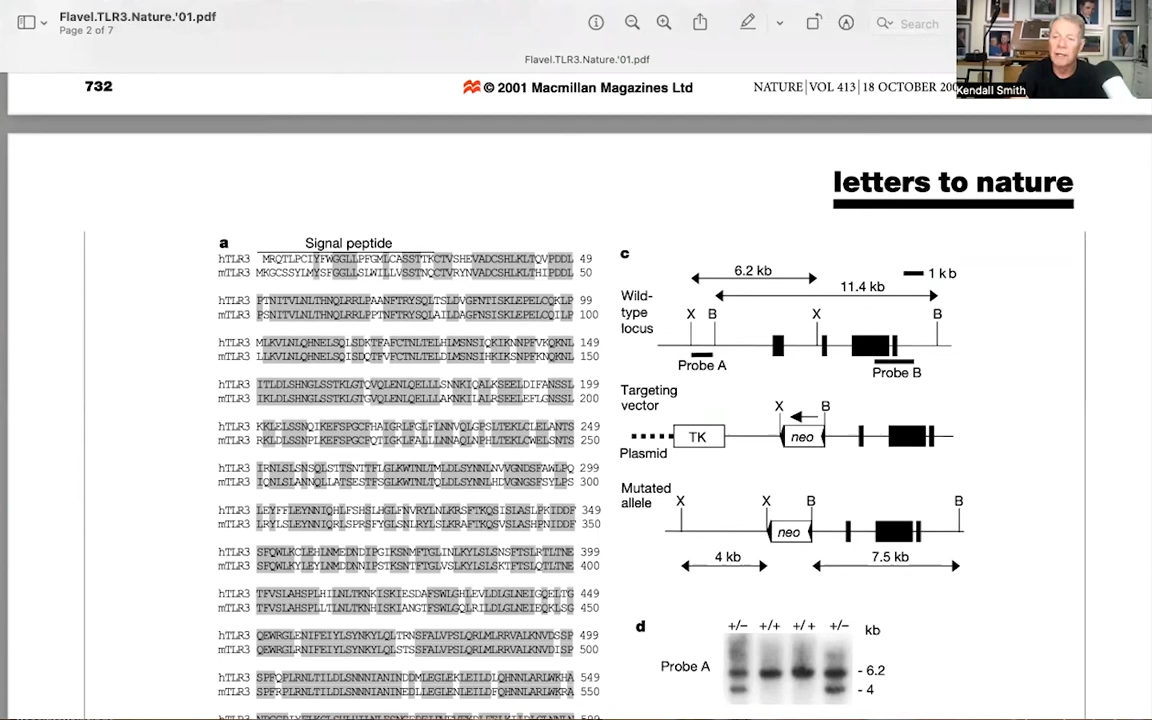 Flavel.TLR3.Nature.'01.pdf
Page 2 of 7
Search
Flavel.TLR3.Nature.'01.pdf
Kendall Smith
732
© 2001 Macmillan Magazines Ltd
NATURE | VOL 413 | 18 OCTOBER
letters to nature
a
Signal peptide
hTLR3 MRQTLPCIYFWGGLLPFGMLCASSTTKCTVSHEVADCSHLKLTQVPDDL 49
mTLR3 MKGCSSYLMYSFGGLLSLWILLVSSTNQCTVRYNVADCSHLKLTHIPDDL 50
hTLR3 PTNITVLNLTHNQLRRLPAANFTRYSQLTSLDVGFNTISKLEPELCQKLP 99
mTLR3 PSNITVLNLTHNQLRRLPPTNFTRYSQLAILDAGFNSISKLEPELCQILP 100
hTLR3 MLKVLNLQHNELSQLSDKTFAFCTNLTELHLMSNSIQKIKNNPFVKQKNL 149
mTLR3 LLKVLNLQHNELSQISDQTFVFCTNLTELDLMSNSIHKIKSNPFKNQKNL 150
hTLR3 ITLDLSHNGLSSTKLGTQVQLENLQELLLSNNKIQALKSEELDIFANSSL 199
mTLR3 IKLDLSHNGLSSTKLGTGVQLENLQELLLAKNKILALRSEELEFLGNSSL 200
hTLR3 KKLELSSNQIKEFSPGCFHAIGRLFGLFLNNVQLGPSLTEKLCLELANTS 249
mTLR3 RKLDLSSNPLKEFSPGCFQTIGKLFALLLNNAQLNPHLTEKLCWELSNTS 250
hTLR3 IRNLSLSNSQLSTTSNTTFLGLKWTNLTMLDLSYNNLNVVGNDSFAWLPQ 299
mTLR3 IQNLSLANNQLLATSESTFSGLKWTNLTQLDLSYNNLHDVGNGSFSYLPS 300
hTLR3 LEYFFLEYNNIQHLFSHSLHGLFNVRYLNLKRSFTKQSISLASLPKIDDF 349
mTLR3 LRYLSLEYNNIQRLSPRSFYGLSNLRYLSLKRAFTKQSVSLASHPNIDDF 350
hTLR3 SFQWLKCLEHLNMEDNDIPGIKSNMFTGLINLKYLSLSNSFTSLRTLTNE 399
mTLR3 SFQWLKYLEYLNMDDNNIPSTKSNTFTGLVSLKYLSLSKTFTSLQTLTNE 400
hTLR3 TFVSLAHSPLHILNLTKNKISKIESDAFSWLGHLEVLDLGLNEIGQELTG 449
mTLR3 TFVSLAHSPLLTLNLTKNHISKIANGTFSWLGQLRILDLGLNEIEQKLSG 450
hTLR3 QEWRGLENIFEIYLSYNKYLQLTRNSFALVPSLQRLMLRRVALKNVDSSP 499
mTLR3 QEWRGLRNIFEIYLSYNKYLQLSTSSFALVPSLQRLMLRRVALKNVDISP 500
hTLR3 SPFQPLRNLTILDLSNNNIANINDDMLEGLEKLEILDLQHNNLARLWKHA 549
mTLR3 SPFRPLRNLTILDLSNNNIANINEDLLEGLENLEILDFQHNNLARLWKRA 550
c
6.2 kb
1 kb
11.4 kb
Wild-
type
locus
X B X B
Probe A
Probe B
Targeting
vector
X B
TK
neo
Plasmid
Mutated
allele
X X B B
neo
4 kb
7.5 kb
d
+/– +/+ +/+ +/–
kb
Probe A
- 6.2
- 4